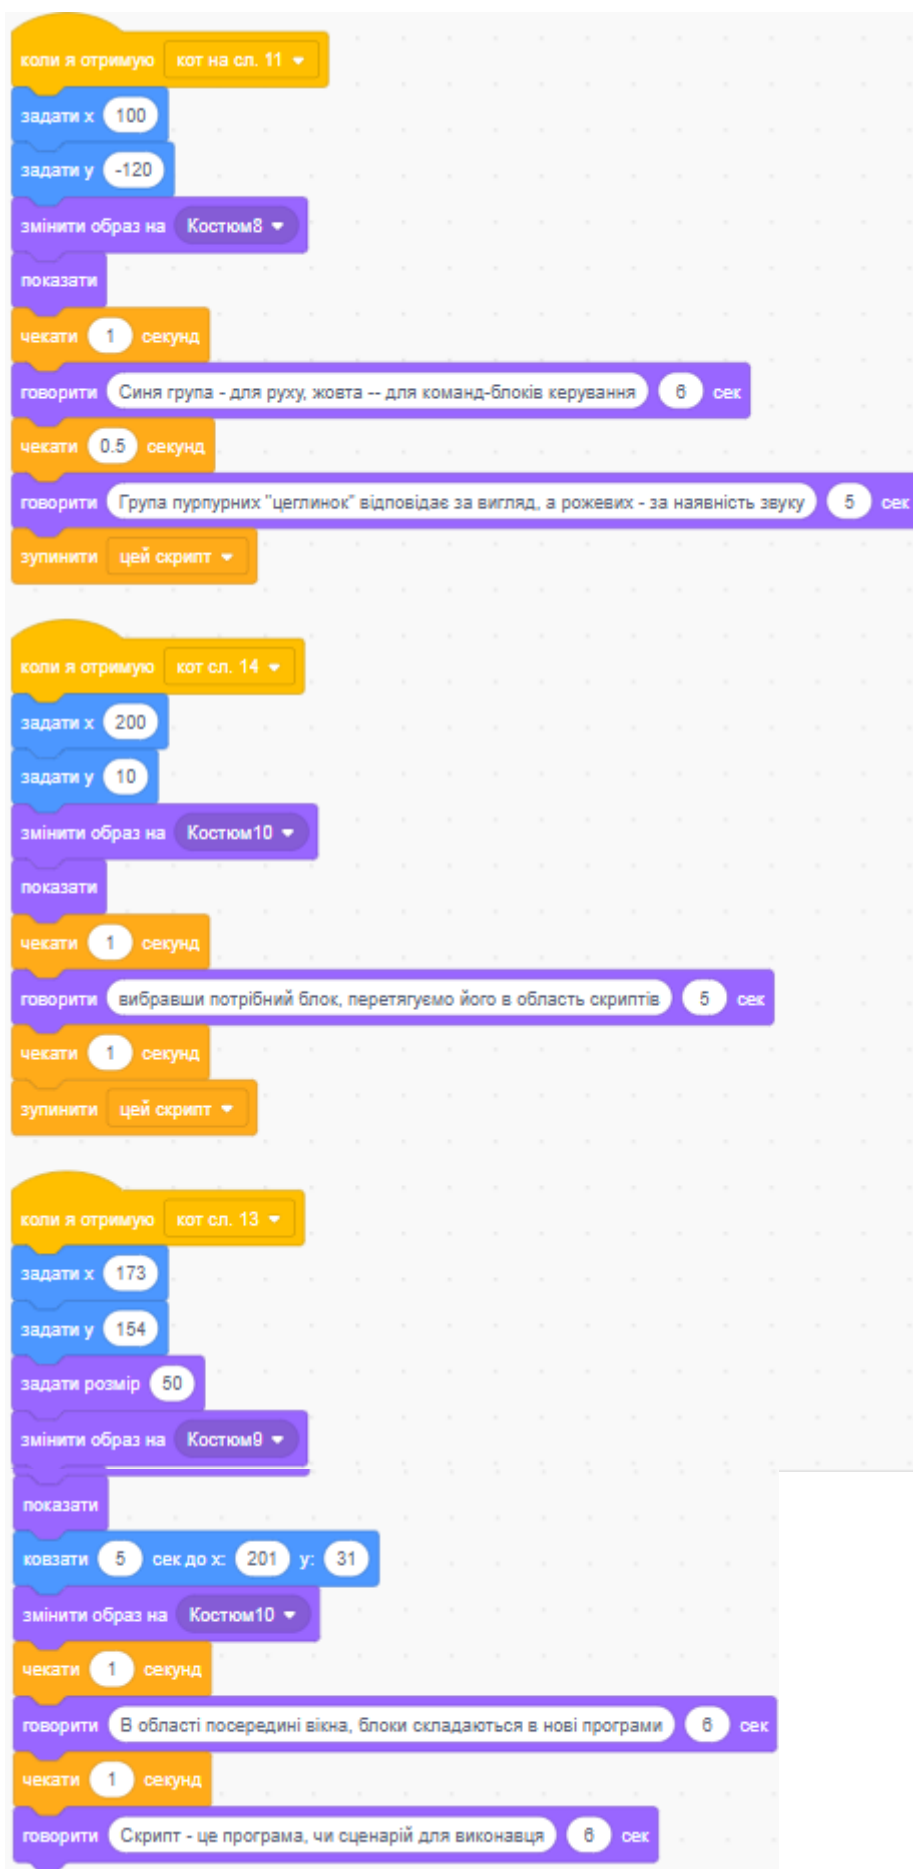 коли я отримую кот на сл. 11
задати x 100
задати y -120
змінити образ на Костюм8
показати
чекати 1 секунд
говорити Синя група - для руху, жовта -- для команд-блоків керування 6 сек
чекати 0.5 секунд
говорити Група пурпурних "цеглинок" відповідає за вигляд, а рожевих - за наявність звуку 5 сек
зупинити цей скрипт
коли я отримую кот сл. 14
задати x 200
задати y 10
змінити образ на Костюм10
показати
чекати 1 секунд
говорити вибравши потрібний блок, перетягуємо його в область скриптів 5 сек
чекати 1 секунд
зупинити цей скрипт
коли я отримую кот сл. 13
задати x 173
задати y 154
задати розмір 50
змінити образ на Костюм9
показати
ковзати 5 сек до x: 201 y: 31
змінити образ на Костюм10
чекати 1 секунд
говорити В області посередині вікна, блоки складаються в нові програми 6 сек
чекати 1 секунд
говорити Скрипт - це програма, чи сценарій для виконавця 6 сек